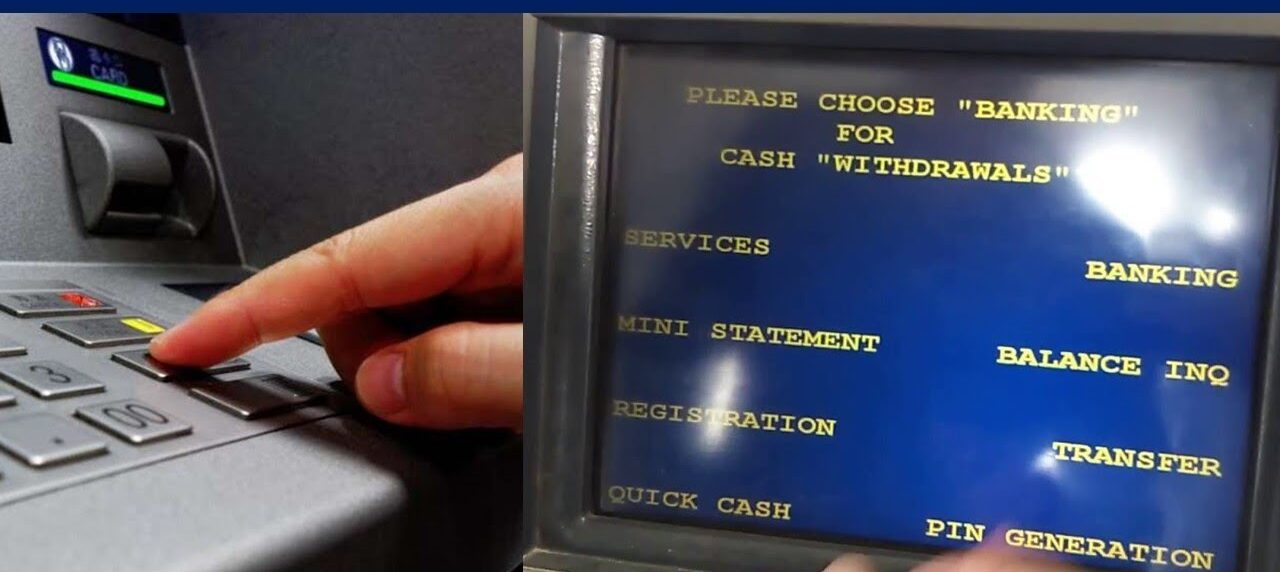 CARD
3
00
PLEASE CHOOSE "BANKING"
FOR
CASH "WITHDRAWALS"
SERVICES
BANKING
MINI STATEMENT
BALANCE INQ
REGISTRATION
TRANSFER
QUICK CASH
PIN GENERATION